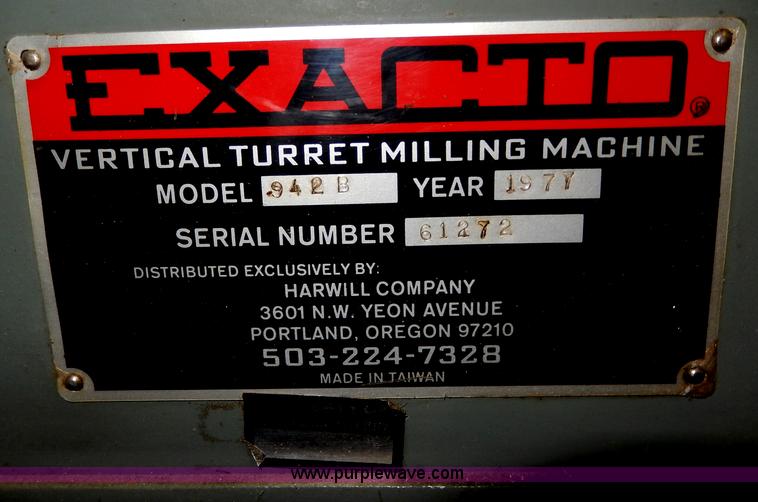 EXACTO ®
VERTICAL TURRET MILLING MACHINE
MODEL 942B YEAR 1977
SERIAL NUMBER 61272
DISTRIBUTED EXCLUSIVELY BY:
HARWILL COMPANY
3601 N.W. YEON AVENUE
PORTLAND, OREGON 97210
503-224-7328
MADE IN TAIWAN
www.purplewave.com